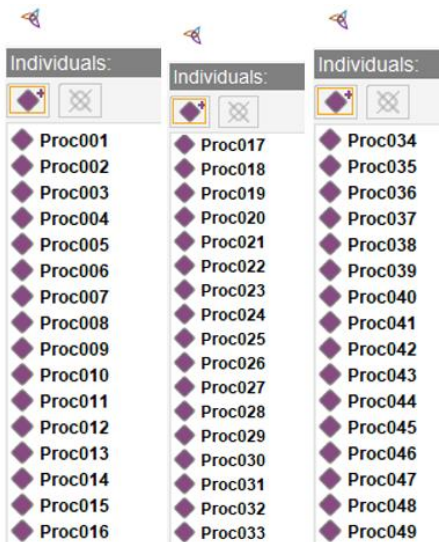 Individuals:
Proc001
Proc002
Proc003
Proc004
Proc005
Proc006
Proc007
Proc008
Proc009
Proc010
Proc011
Proc012
Proc013
Proc014
Proc015
Proc016
Individuals:
Proc017
Proc018
Proc019
Proc020
Proc021
Proc022
Proc023
Proc024
Proc025
Proc026
Proc027
Proc028
Proc029
Proc030
Proc031
Proc032
Proc033
Individuals:
Proc034
Proc035
Proc036
Proc037
Proc038
Proc039
Proc040
Proc041
Proc042
Proc043
Proc044
Proc045
Proc046
Proc047
Proc048
Proc049